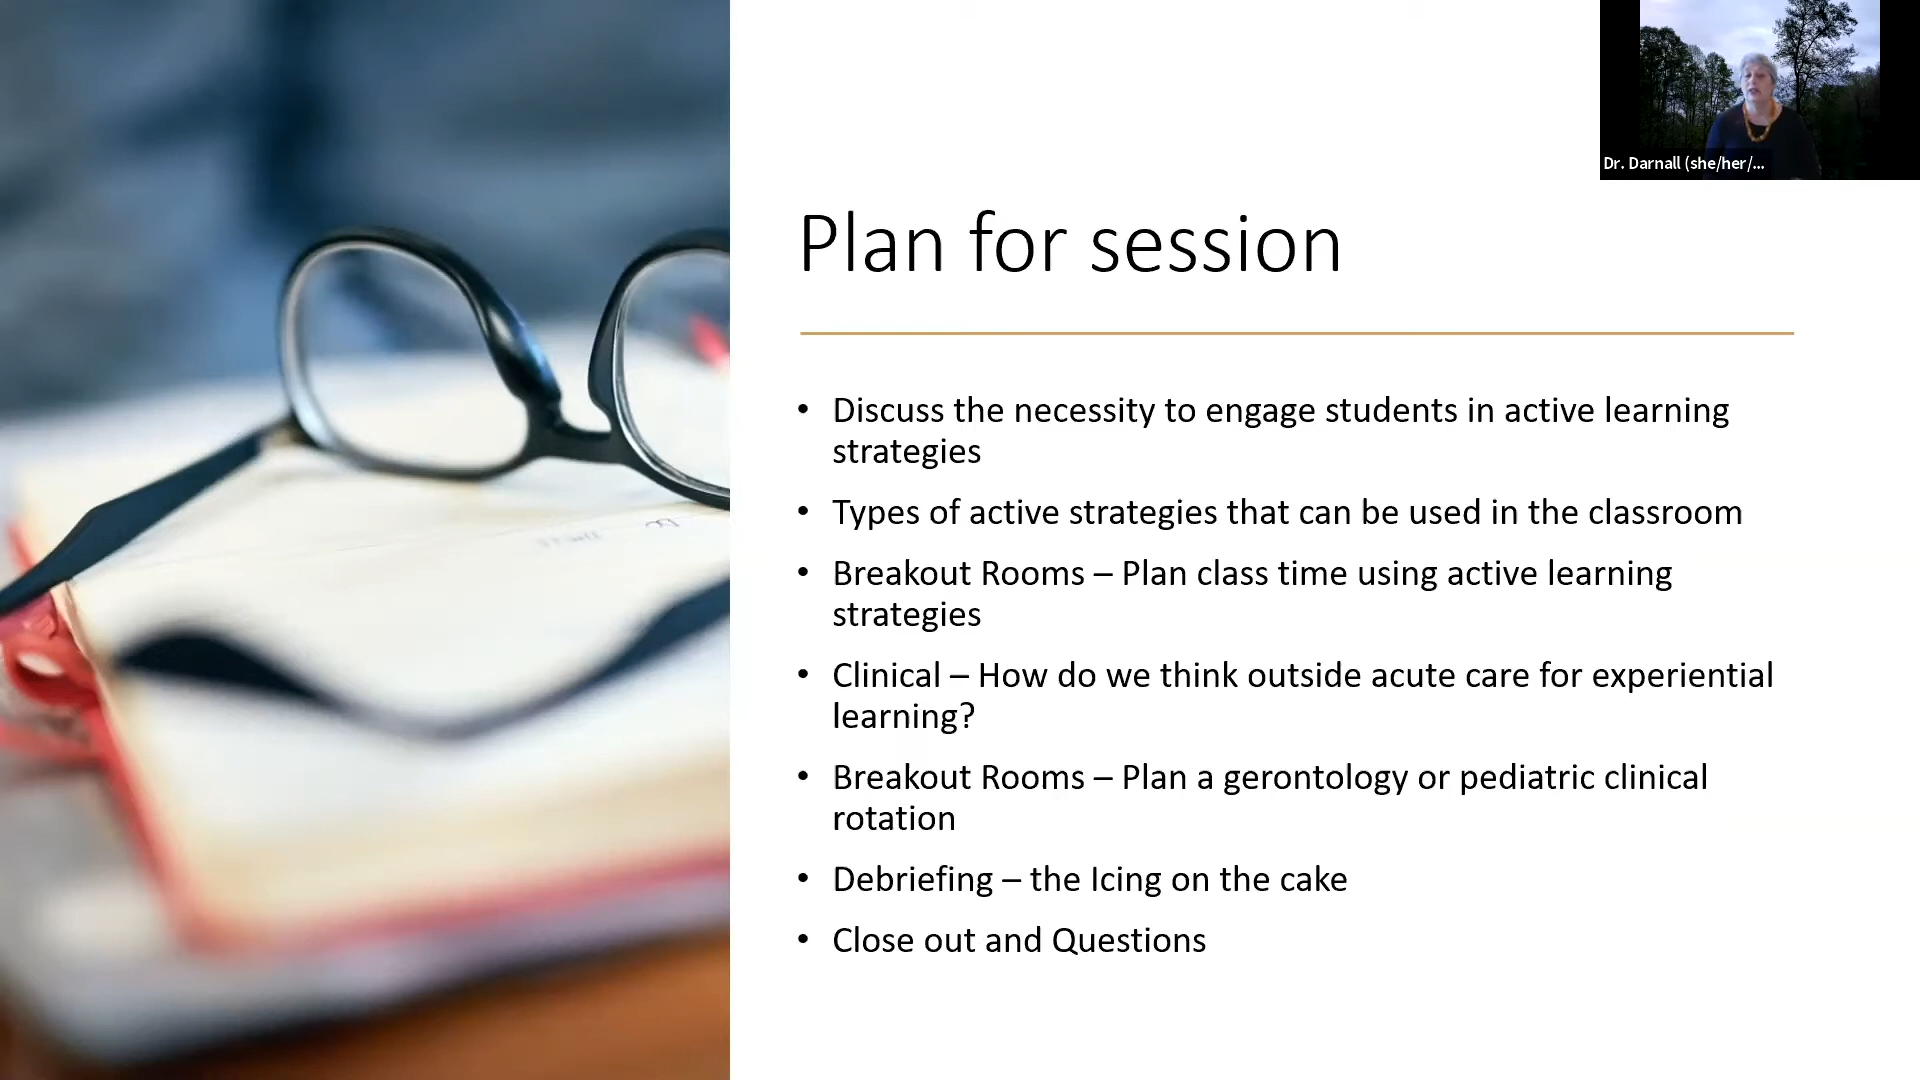 Dr. Darnall (she/her/...
Plan for session
• Discuss the necessity to engage students in active learning
strategies
• Types of active strategies that can be used in the classroom
• Breakout Rooms – Plan class time using active learning
strategies
• Clinical – How do we think outside acute care for experiential
learning?
• Breakout Rooms – Plan a gerontology or pediatric clinical
rotation
• Debriefing – the Icing on the cake
• Close out and Questions